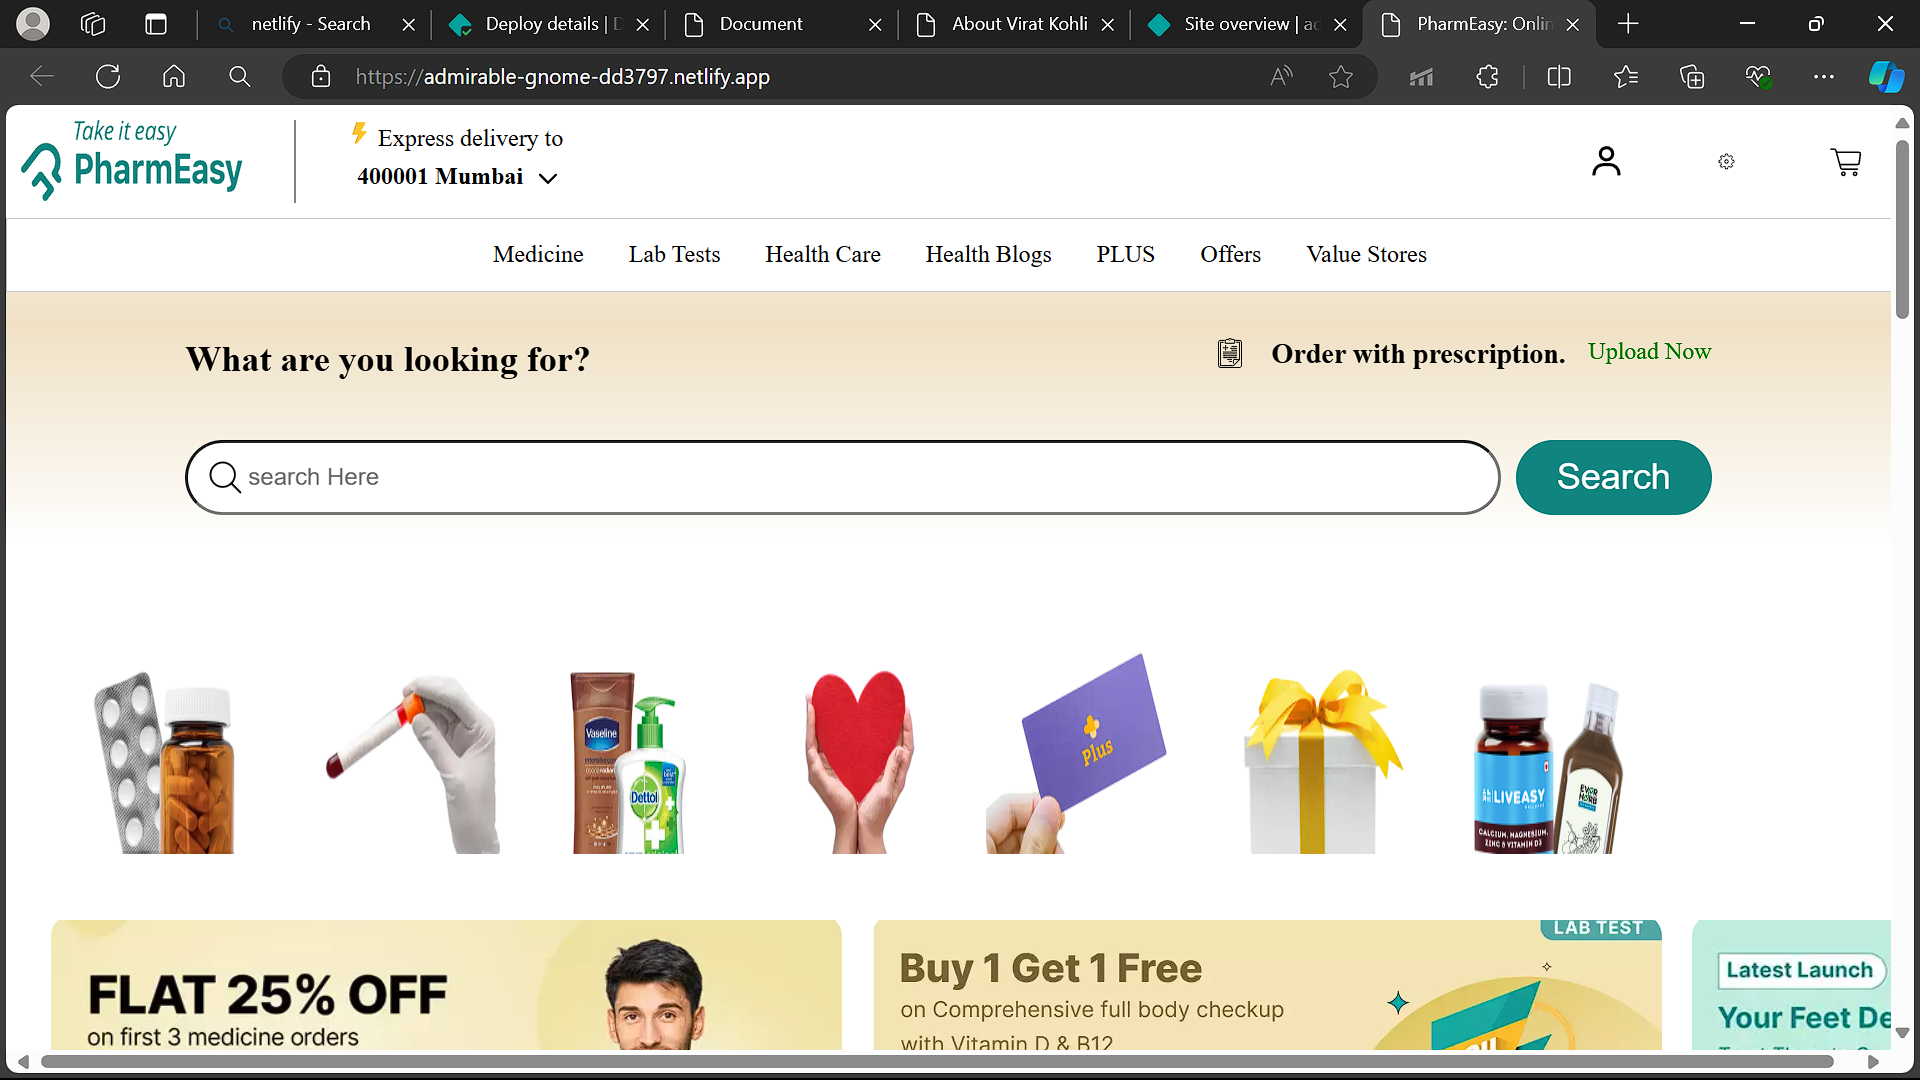 netlify - Search
Deploy details | D
Document
About Virat Kohli
Site overview | ad
PharmEasy: Onlin
https://admirable-gnome-dd3797.netlify.app
Take it easy
PharmEasy
Express delivery to
400001 Mumbai
Medicine
Lab Tests
Health Care
Health Blogs
PLUS
Offers
Value Stores
What are you looking for?
Order with prescription.
Upload Now
search Here
Search
Vaseline
Dettol
Plus
LIVEASY
CALCIUM, MAGNESIUM,
ZINC & VITAMIN D3
EVER
HERB
LAB TEST
FLAT 25% OFF
on first 3 medicine orders
Buy 1 Get 1 Free
on Comprehensive full body checkup
with Vitamin D & B12
Latest Launch
Your Feet De